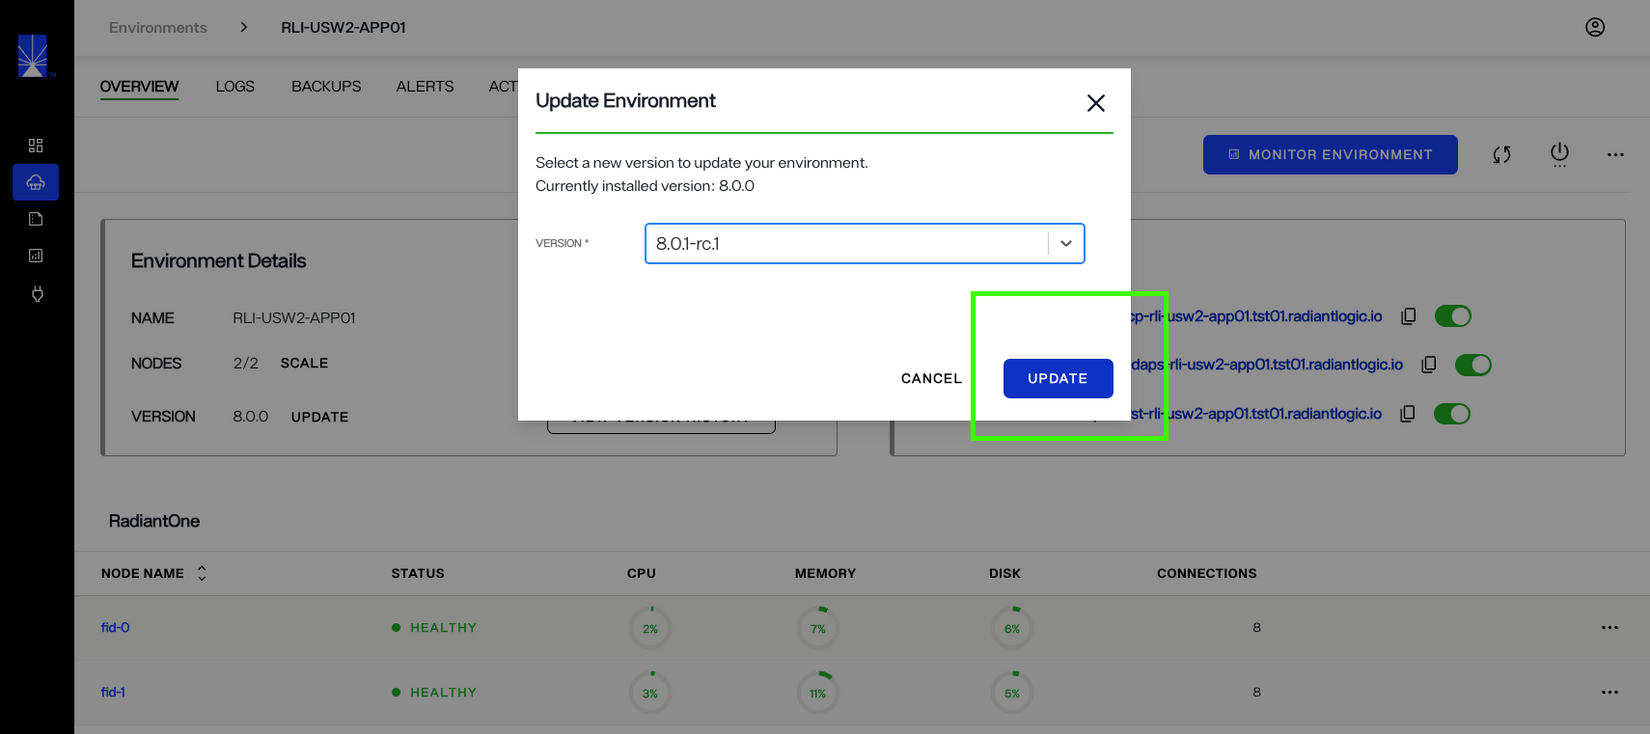 Environments > RLI-USW2-APP01
OVERVIEW LOGS BACKUPS ALERTS ACT
Update Environment
MONITOR ENVIRONMENT
Select a new version to update your environment.
Currently installed version: 8.0.0
VERSION * 8.0.1-rc.1
CANCEL UPDATE
Environment Details
NAME RLI-USW2-APP01
NODES 2/2 SCALE
VERSION 8.0.0 UPDATE
VIEW VERSION HISTORY
cp-rli-usw2-app01.tst01.radiantlogic.io
daps-rli-usw2-app01.tst01.radiantlogic.io
st-rli-usw2-app01.tst01.radiantlogic.io
RadiantOne
NODE NAME STATUS CPU MEMORY DISK CONNECTIONS
fid-0 HEALTHY 2% 7% 6% 8
fid-1 HEALTHY 3% 11% 5% 8